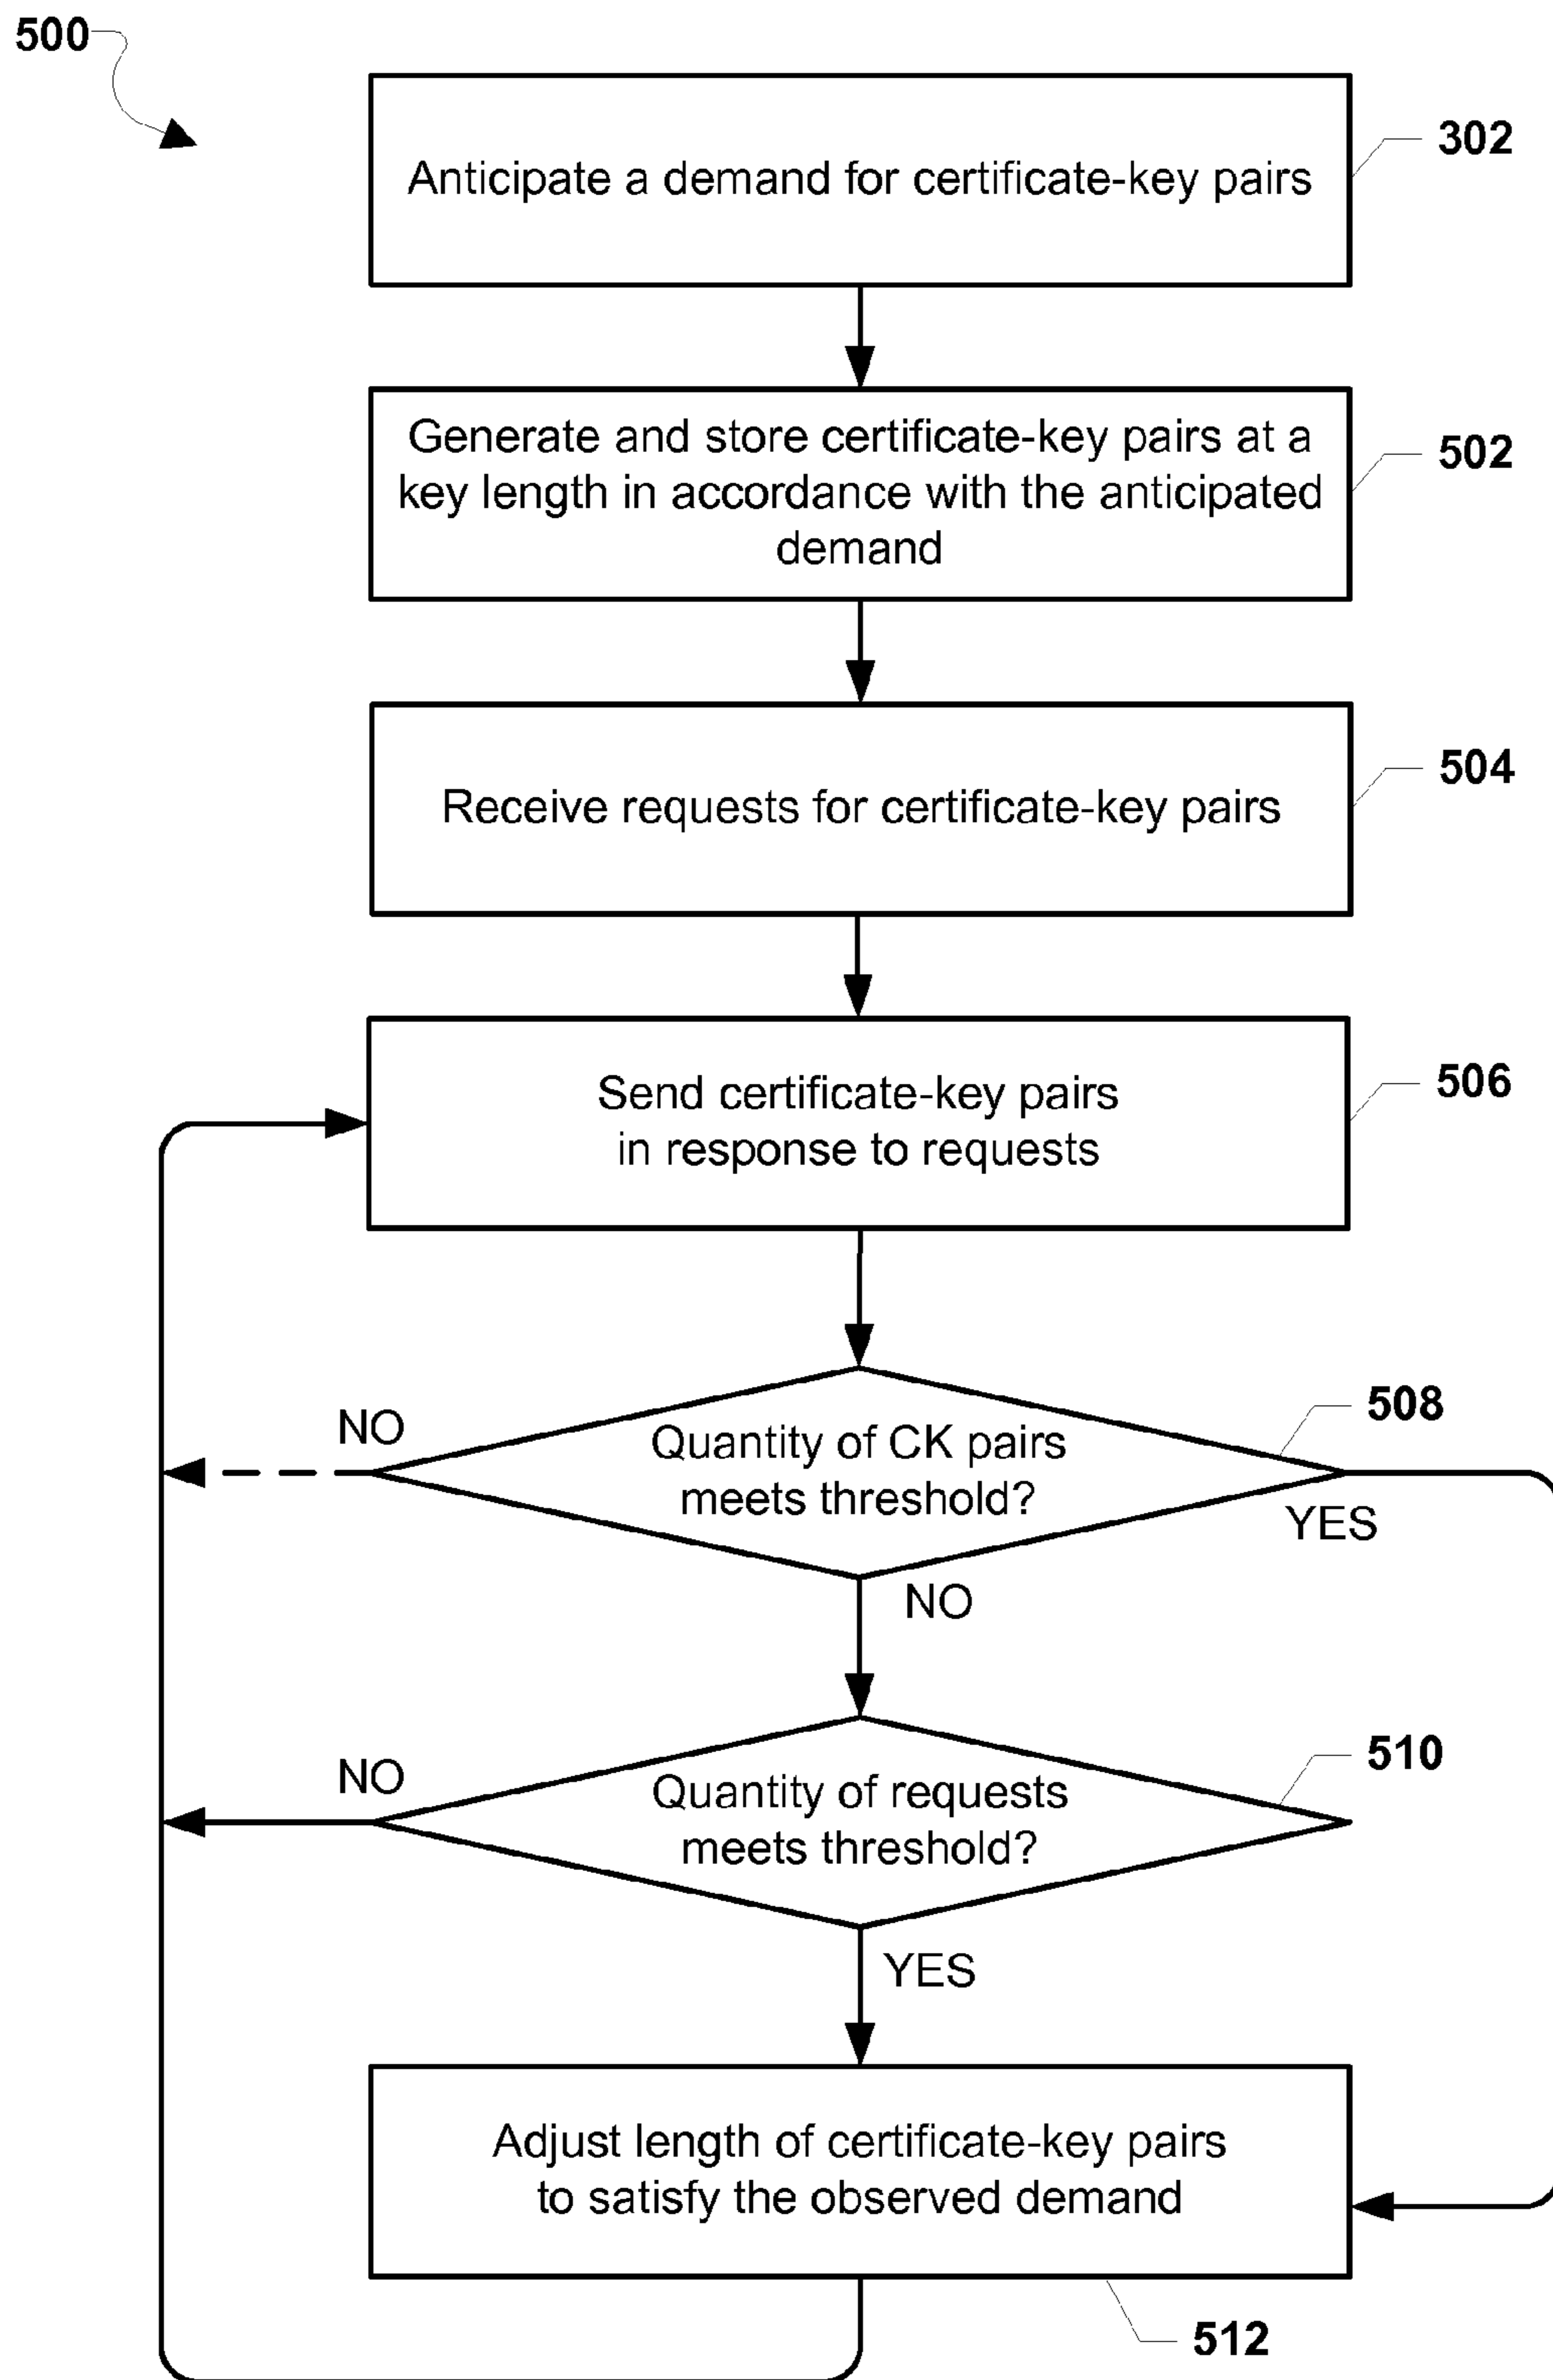 500
Anticipate a demand for certificate-key pairs
302
Generate and store certificate-key pairs at a
key length in accordance with the anticipated
demand
502
Receive requests for certificate-key pairs
504
Send certificate-key pairs
in response to requests
506
Quantity of CK pairs
meets threshold?
508
NO
YES
NO
Quantity of requests
meets threshold?
510
NO
YES
Adjust length of certificate-key pairs
to satisfy the observed demand
512